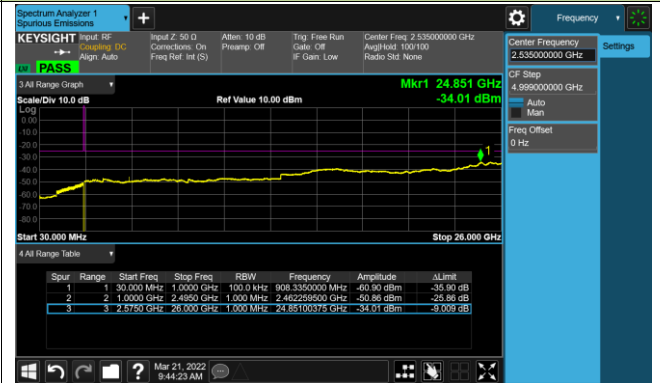 Spectrum Analyzer 1
Spurious Emissions
Frequency
KEYSIGHT Input: RF
Coupling: DC
Align: Auto
Input Z: 50 Ω
Corrections: On
Freq Ref: Int (S)
Atten: 10 dB
Preamp: Off
Trig: Free Run
Gate: Off
IF Gain: Low
Center Freq: 2.535000000 GHz
Avg|Hold: 100/100
Radio Std: None
PASS
Center Frequency
2.535000000 GHz
Settings
CF Step
4.999000000 GHz
Auto
Man
Freq Offset
0 Hz
3 All Range Graph
Mkr1 24.851 GHz
Scale/Div 10.0 dB
Ref Value 10.00 dBm
-34.01 dBm
Log
0.00
-10.0
-20.0
-30.0
-40.0
-50.0
-60.0
-70.0
-80.0
1
Start 30.000 MHz
Stop 26.000 GHz
4 All Range Table
Spur Range Start Freq Stop Freq RBW Frequency Amplitude ΔLimit
1 1 30.000 MHz 1.0000 GHz 100.0 kHz 908.3350000 MHz -60.90 dBm -35.90 dB
2 2 1.0000 GHz 2.4950 GHz 1.000 MHz 2.462259500 GHz -50.86 dBm -25.86 dB
3 3 2.5750 GHz 26.000 GHz 1.000 MHz 24.85100375 GHz -34.01 dBm -9.009 dB
Mar 21, 2022
9:44:23 AM